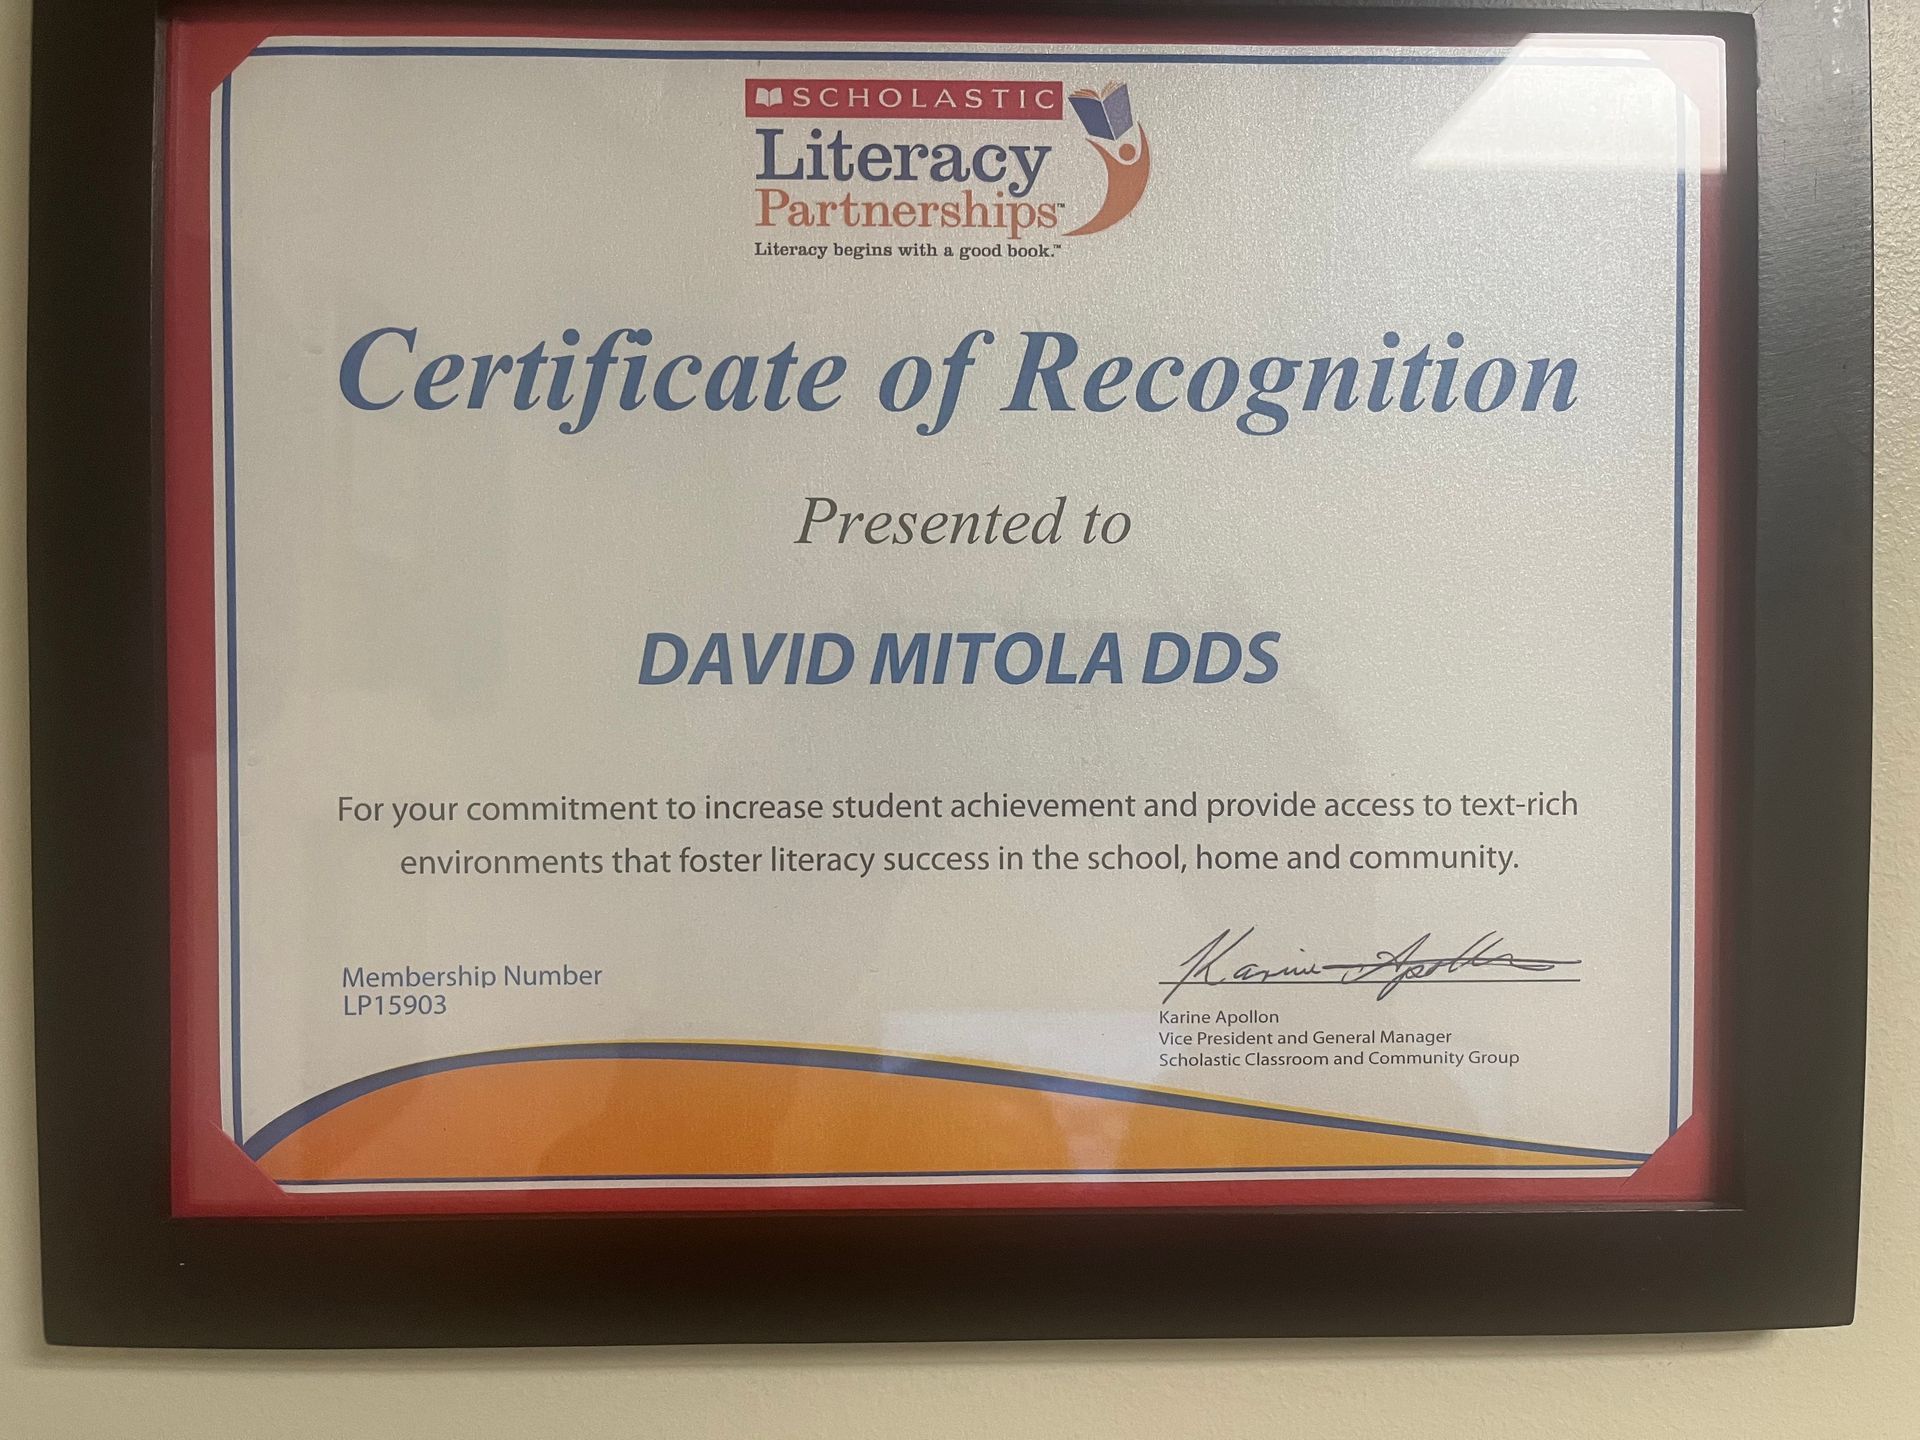 SCHOLASTIC
Literacy
Partnerships™
Literacy begins with a good book.™
Certificate of Recognition
Presented to
DAVID MITOLA DDS
For your commitment to increase student achievement and provide access to text-rich
environments that foster literacy success in the school, home and community.
Membership Number
LP15903
Karine Apollon
Karine Apollon
Vice President and General Manager
Scholastic Classroom and Community Group